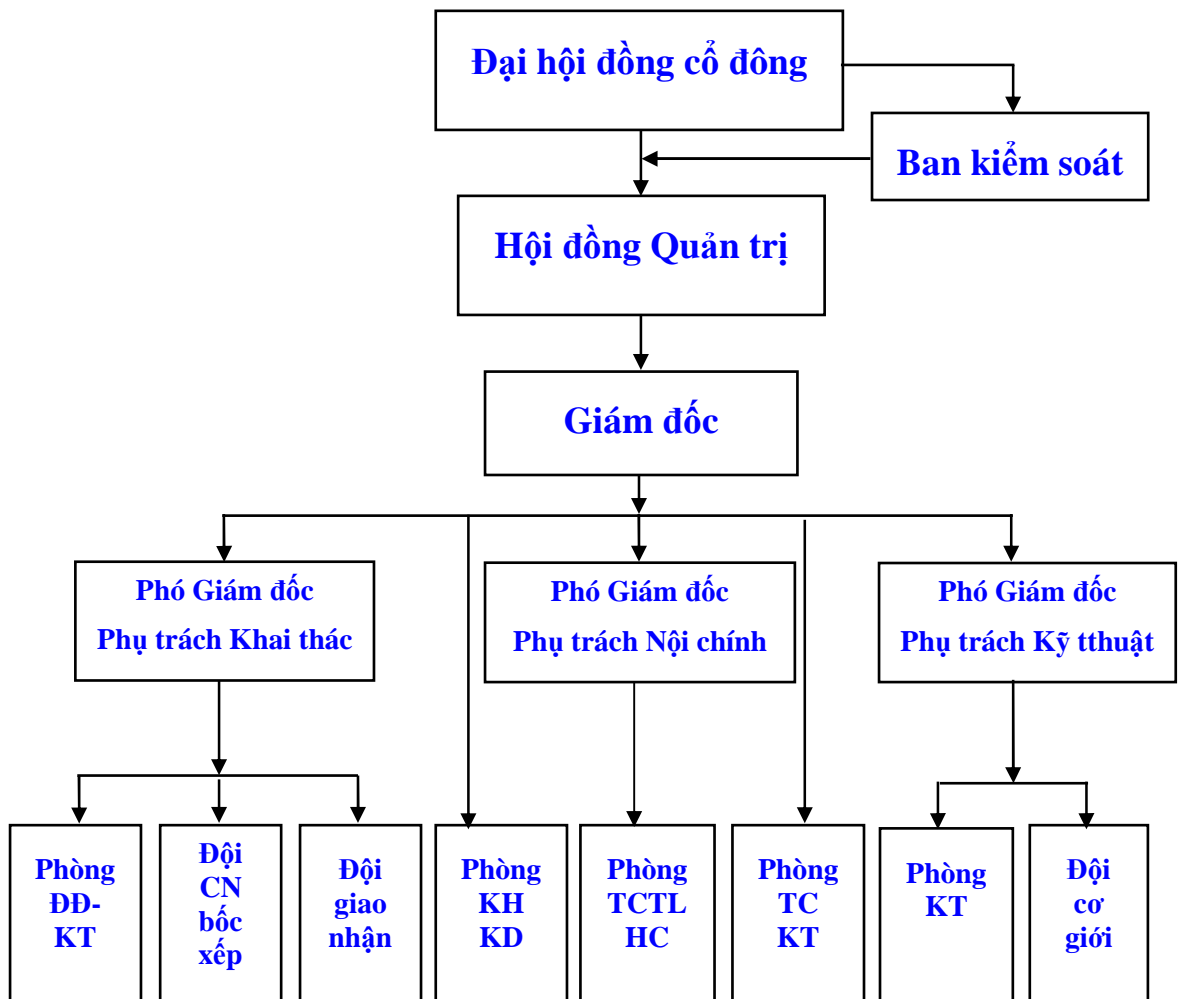 Đại hội đồng cổ đông
Ban kiểm soát
Hội đồng Quản trị
Giám đốc
Phó Giám đốc
Phụ trách Khai thác
Phó Giám đốc
Phụ trách Nội chính
Phó Giám đốc
Phụ trách Kỹ tthuật
Phòng
ĐĐ-
KT
Đội
CN
bốc
xếp
Đội
giao
nhận
Phòng
KH
KD
Phòng
TCTL
HC
Phòng
TC
KT
Phòng
KT
Đội
cơ
giới